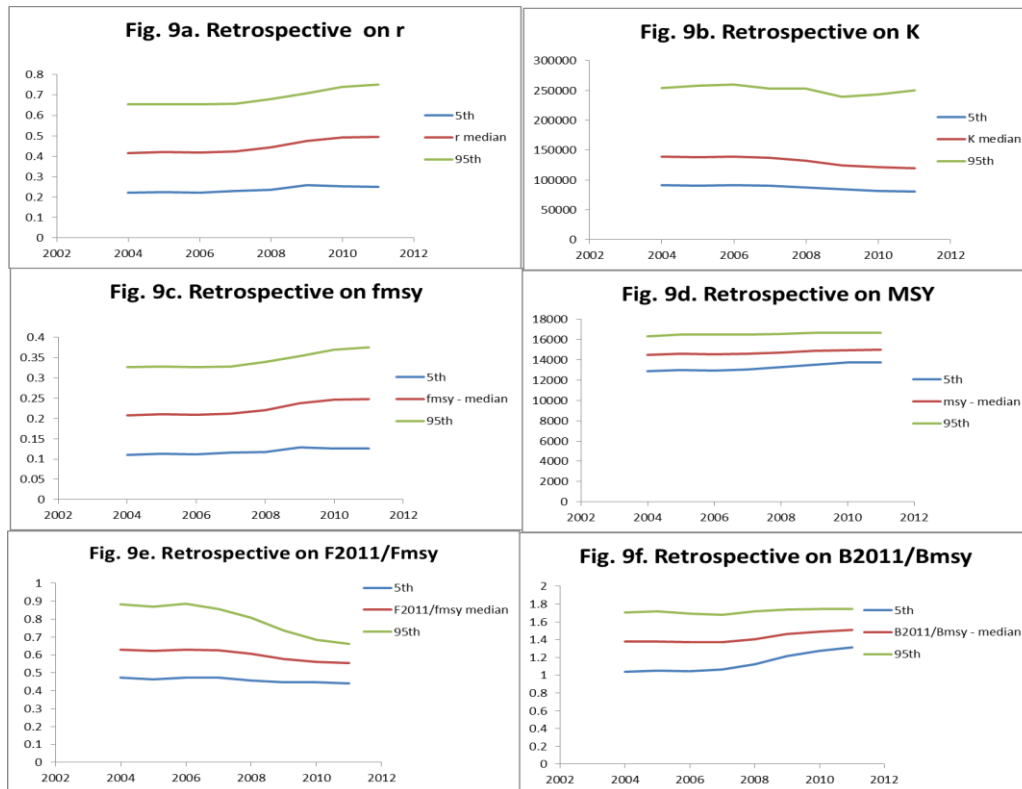 Fig. 9a. Retrospective on r
0.8
0.7
0.6
0.5
0.4
0.3
0.2
0.1
0
2002 2004 2006 2008 2010 2012
5th
r median
95th
Fig. 9b. Retrospective on K
300000
250000
200000
150000
100000
50000
0
2002 2004 2006 2008 2010 2012
5th
K median
95th
Fig. 9c. Retrospective on fmsy
0.4
0.35
0.3
0.25
0.2
0.15
0.1
0.05
0
2002 2004 2006 2008 2010 2012
5th
fmsy - median
95th
Fig. 9d. Retrospective on MSY
18000
16000
14000
12000
10000
8000
6000
4000
2000
0
2002 2004 2006 2008 2010 2012
5th
msy - median
95th
Fig. 9e. Retrospective on F2011/Fmsy
1
0.9
0.8
0.7
0.6
0.5
0.4
0.3
0.2
0.1
0
2002 2004 2006 2008 2010 2012
5th
F2011/fmsy median
95th
Fig. 9f. Retrospective on B2011/Bmsy
2
1.8
1.6
1.4
1.2
1
0.8
0.6
0.4
0.2
0
2002 2004 2006 2008 2010 2012
5th
B2011/Bmsy - median
95th